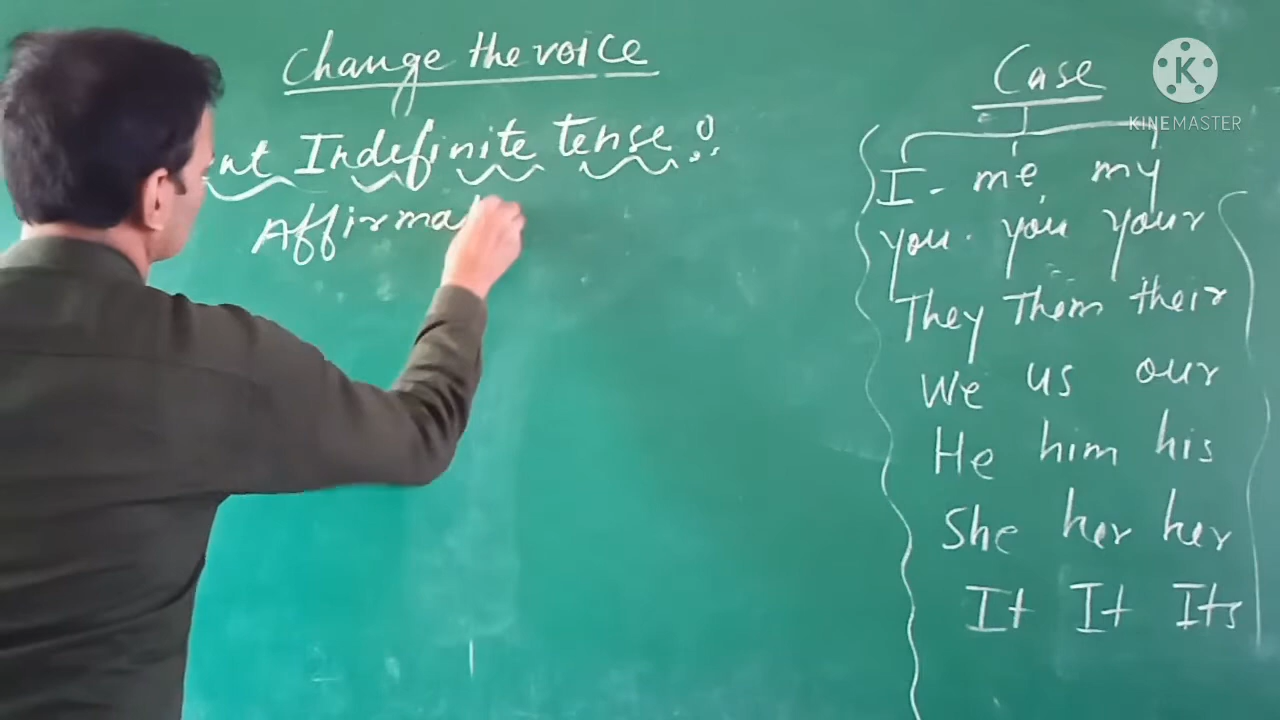 Change the voice
nt Indefinite tense :
Affirma
Case
I - me my
you. you your
They Them their
We us our
He him his
She her her
It It Its
K
KINEMASTER